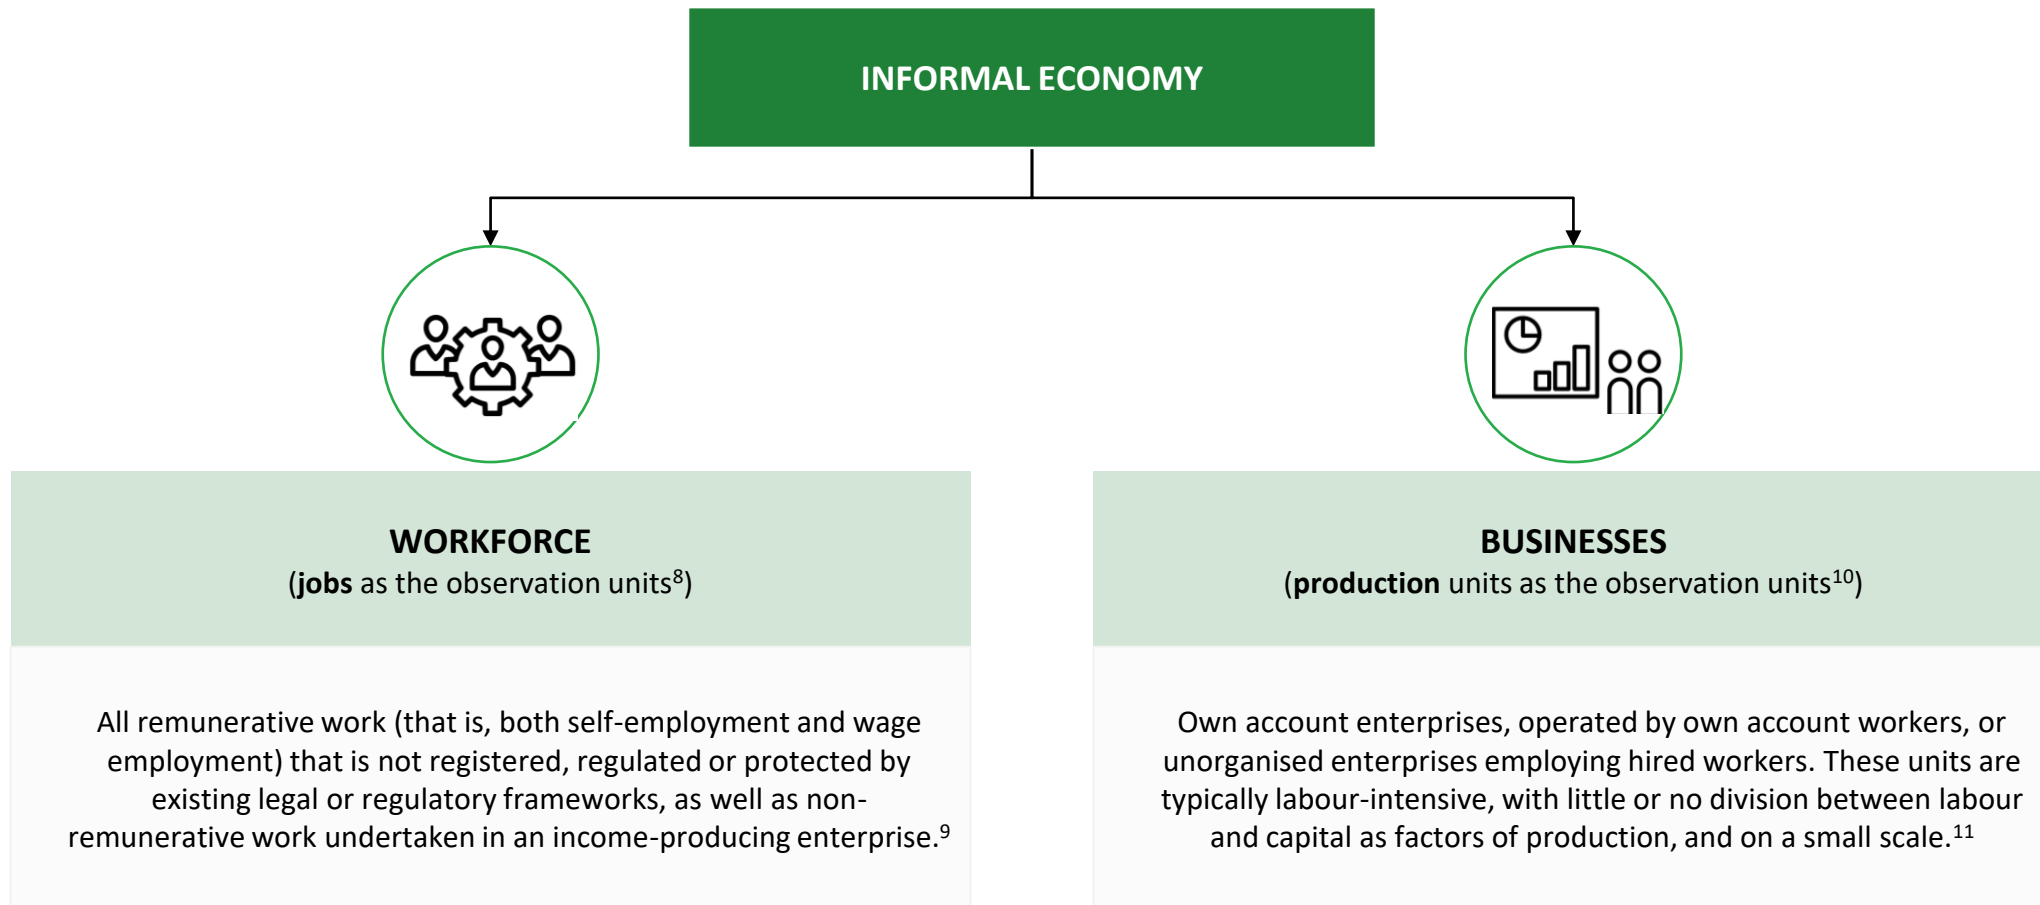 INFORMAL ECONOMY
WORKFORCE
(jobs as the observation units⁸)
All remunerative work (that is, both self-employment and wage
employment) that is not registered, regulated or protected by
existing legal or regulatory frameworks, as well as non-
remunerative work undertaken in an income-producing enterprise.⁹
BUSINESSES
(production units as the observation units¹⁰)
Own account enterprises, operated by own account workers, or
unorganised enterprises employing hired workers. These units are
typically labour-intensive, with little or no division between labour
and capital as factors of production, and on a small scale.¹¹